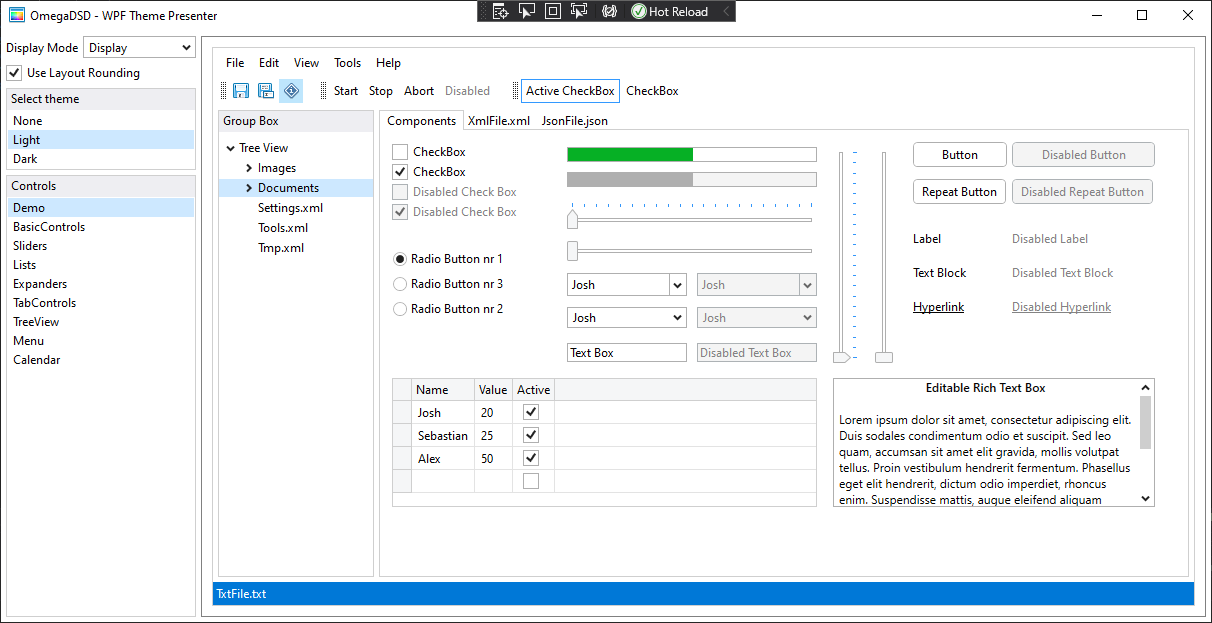 OmegaDSD - WPF Theme Presenter
Hot Reload
Display Mode Display
Use Layout Rounding
Select theme
None
Light
Dark
Controls
Demo
BasicControls
Sliders
Lists
Expanders
TabControls
TreeView
Menu
Calendar
File Edit View Tools Help
Start Stop Abort Disabled Active CheckBox CheckBox
Group Box
Tree View
Images
Documents
Settings.xml
Tools.xml
Tmp.xml
Components XmlFile.xml JsonFile.json
CheckBox
CheckBox
Disabled Check Box
Disabled Check Box
Radio Button nr 1
Radio Button nr 3
Radio Button nr 2
Josh Josh
Josh Josh
Text Box Disabled Text Box
Button Disabled Button
Repeat Button Disabled Repeat Button
Label Disabled Label
Text Block Disabled Text Block
Hyperlink Disabled Hyperlink
Name Value Active
Josh 20
Sebastian 25
Alex 50
Editable Rich Text Box
Lorem ipsum dolor sit amet, consectetur adipiscing elit.
Duis sodales condimentum odio et suscipit. Sed leo
quam, accumsan sit amet elit gravida, mollis volutpat
tellus. Proin vestibulum hendrerit fermentum. Phasellus
eget elit hendrerit, dictum odio imperdiet, rhoncus
enim. Suspendisse mattis, augue eleifend aliquam
TxtFile.txt